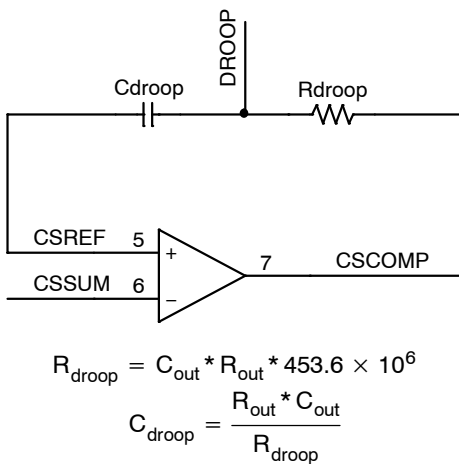 DROOP
Cdroop
Rdroop
CSREF 5
+
CSSUM 6
−
7 CSCOMP
R_droop = C_out * R_out * 453.6 × 10^6
C_droop = R_out * C_out / R_droop